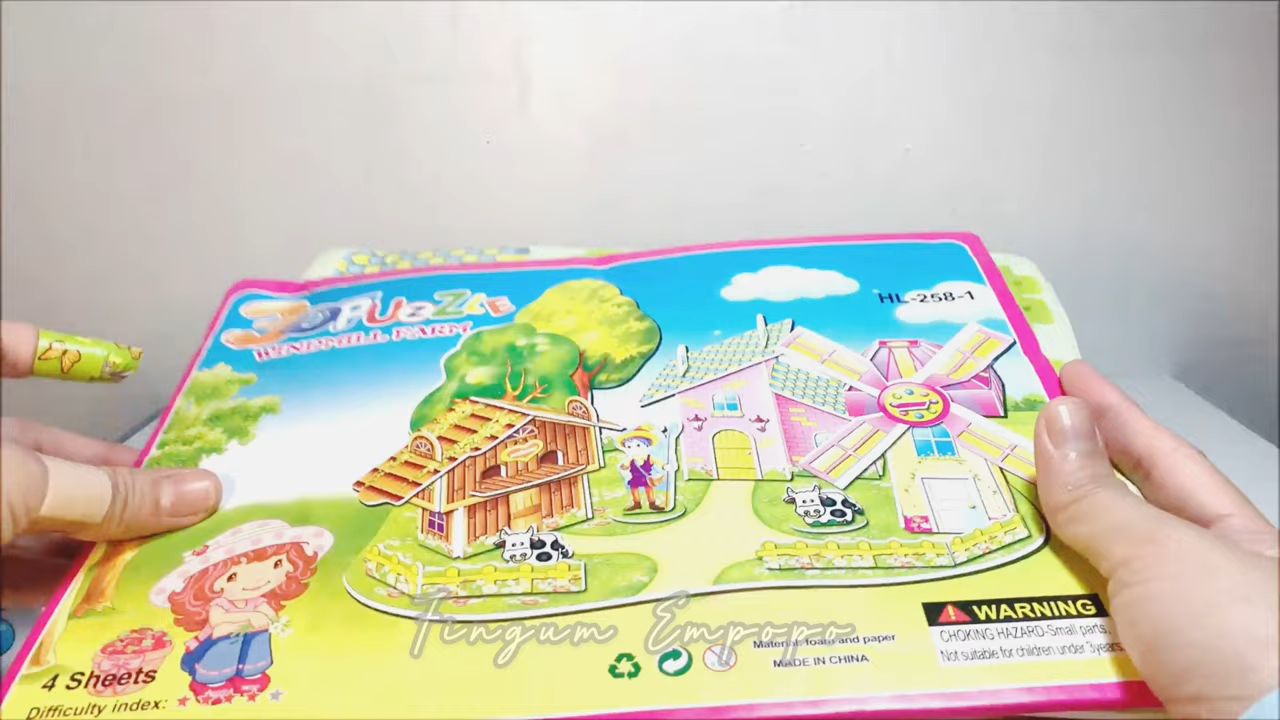 3D PUZZLE
WINDMILL FARM
HL-258-1
Fingum Empopo
WARNING
CHOKING HAZARD-Small parts.
Not suitable for children under 3years.
Material: foam and paper
MADE IN CHINA
4 Sheets
Difficulty index: